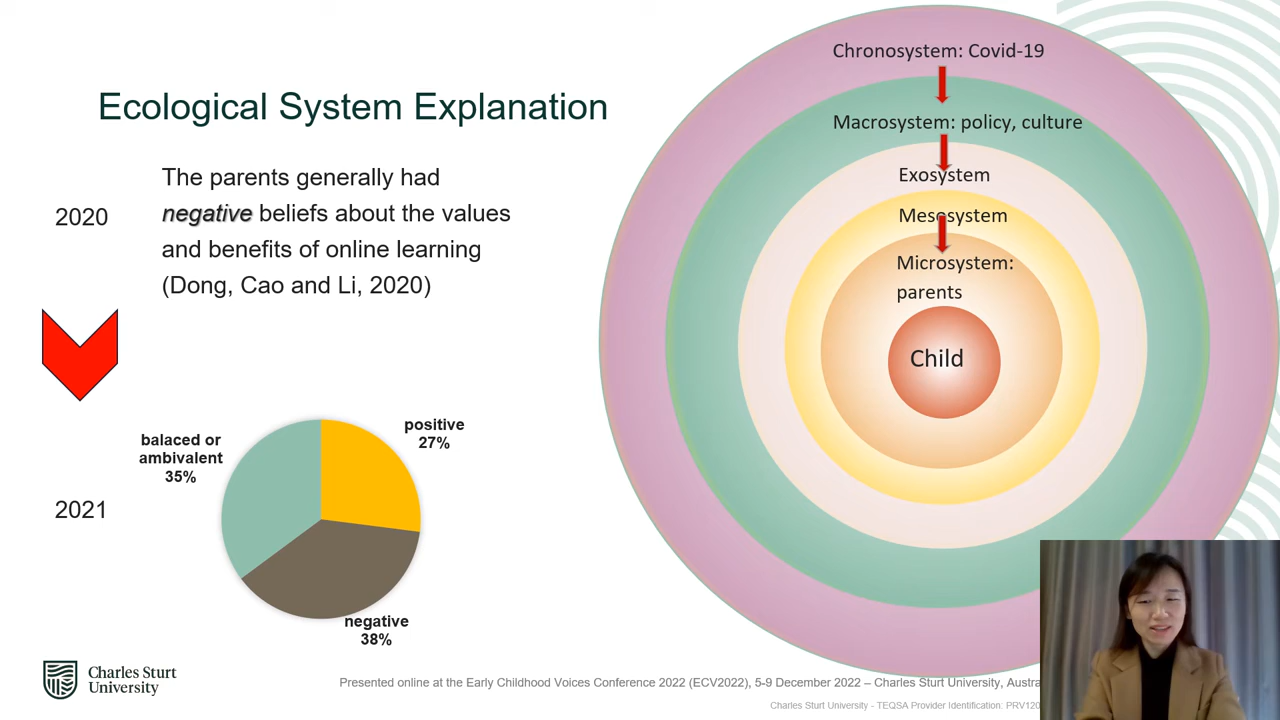 Ecological System Explanation
2020
The parents generally had
negative beliefs about the values
and benefits of online learning
(Dong, Cao and Li, 2020)
2021
balaced or
ambivalent
35%
positive
27%
negative
38%
Chronosystem: Covid-19
Macrosystem: policy, culture
Exosystem
Mesosystem
Microsystem:
parents
Child
Charles Sturt
University
Presented online at the Early Childhood Voices Conference 2022 (ECV2022), 5-9 December 2022 – Charles Sturt University, Austra
Charles Sturt University - TEQSA Provider Identification: PRV120